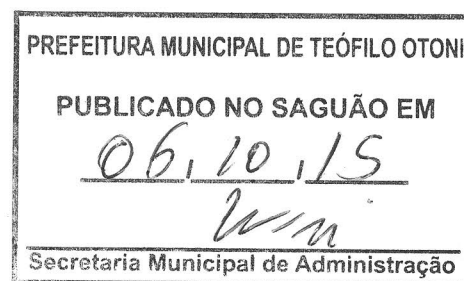 PREFEITURA MUNICIPAL DE TEÓFILO OTONI
PUBLICADO NO SAGUÃO EM
06, 10, 15
Secretaria Municipal de Administração